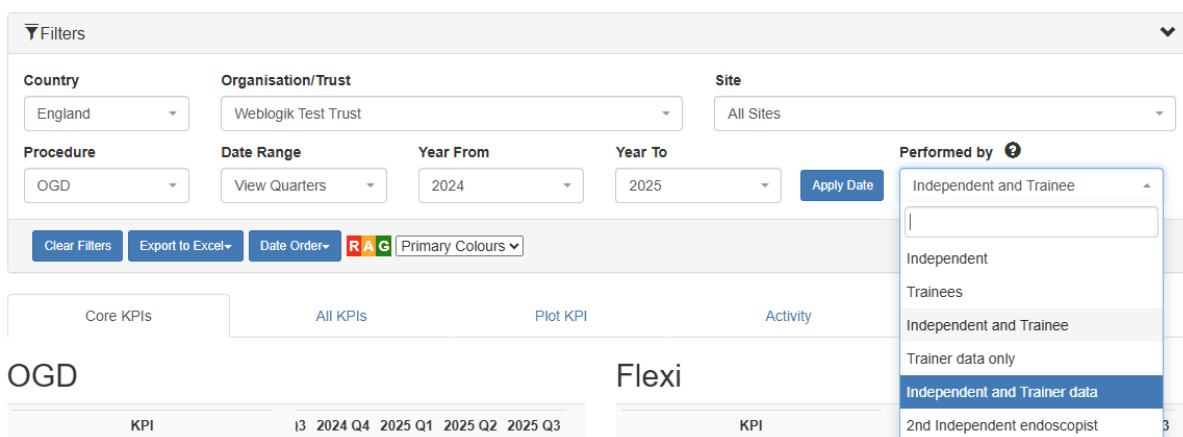 Filters
Country Organisation/Trust Site
England Weblogik Test Trust All Sites
Procedure Date Range Year From Year To Performed by ?
OGD View Quarters 2024 2025 Apply Date Independent and Trainee
Clear Filters Export to Excel Date Order R A G Primary Colours
Independent
Trainees
Independent and Trainee
Trainer data only
Independent and Trainer data
2nd Independent endoscopist
Core KPIs All KPIs Plot KPI Activity
OGD Flexi
KPI 3 2024 Q4 2025 Q1 2025 Q2 2025 Q3 KPI 3